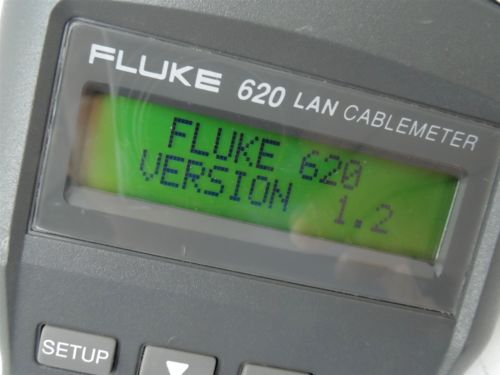 FLUKE 620 LAN CABLEMETER
FLUKE 620
VERSION 1.2
SETUP